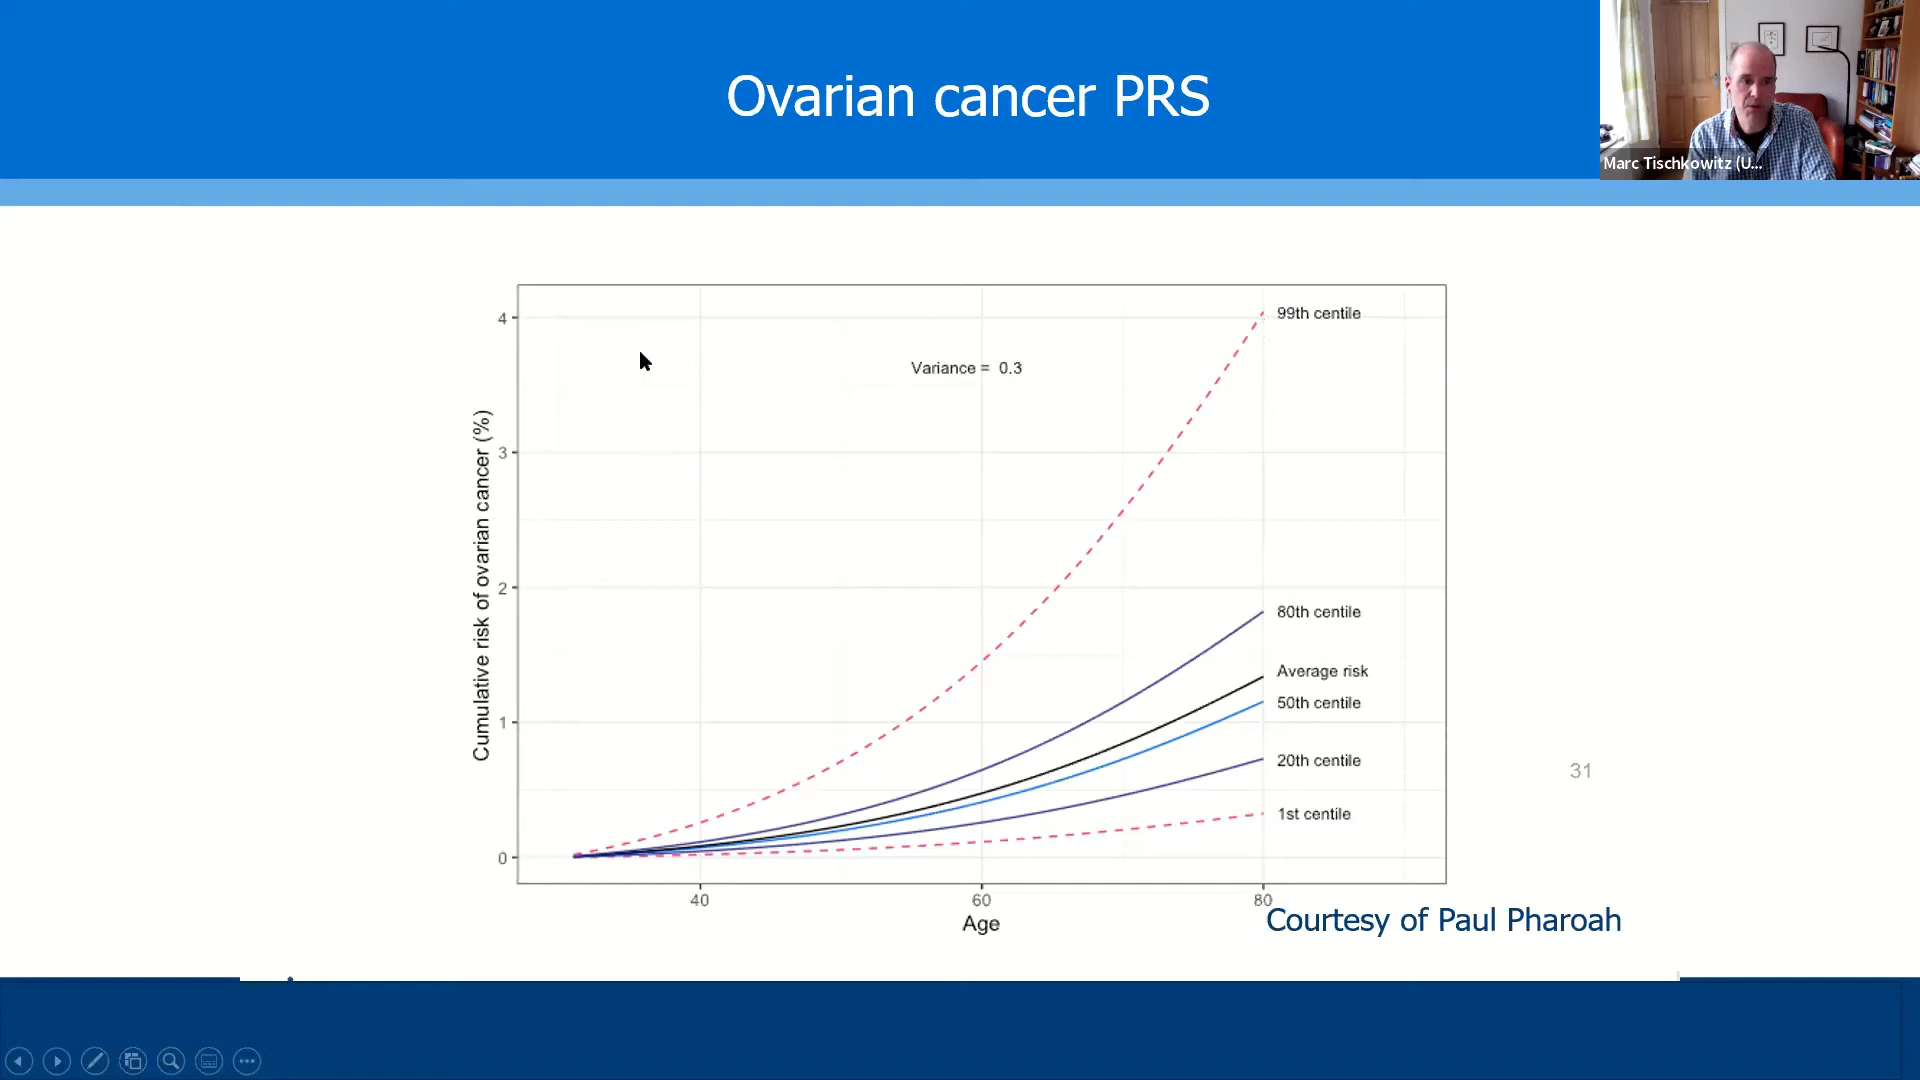 Ovarian cancer PRS
Marc Tischkowitz (U...
99th centile
4
Variance = 0.3
3
2
80th centile
Average risk
50th centile
1
20th centile
31
1st centile
0
Cumulative risk of ovarian cancer (%)
40
60
80
Age
Courtesy of Paul Pharoah